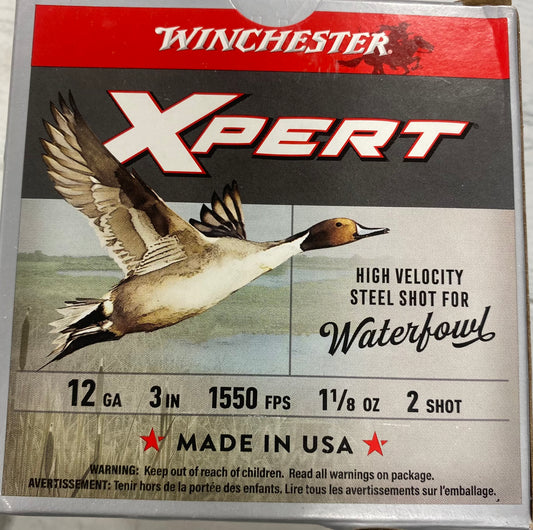 WINCHESTER
XPERT
HIGH VELOCITY
STEEL SHOT FOR
Waterfowl
12 GA 3 IN 1550 FPS 1 1/8 OZ 2 SHOT
★ MADE IN USA ★
WARNING: Keep out of reach of children. Read all warnings on package.
AVERTISSEMENT: Tenir hors de la portée des enfants. Lire tous les avertissements sur l'emballage.